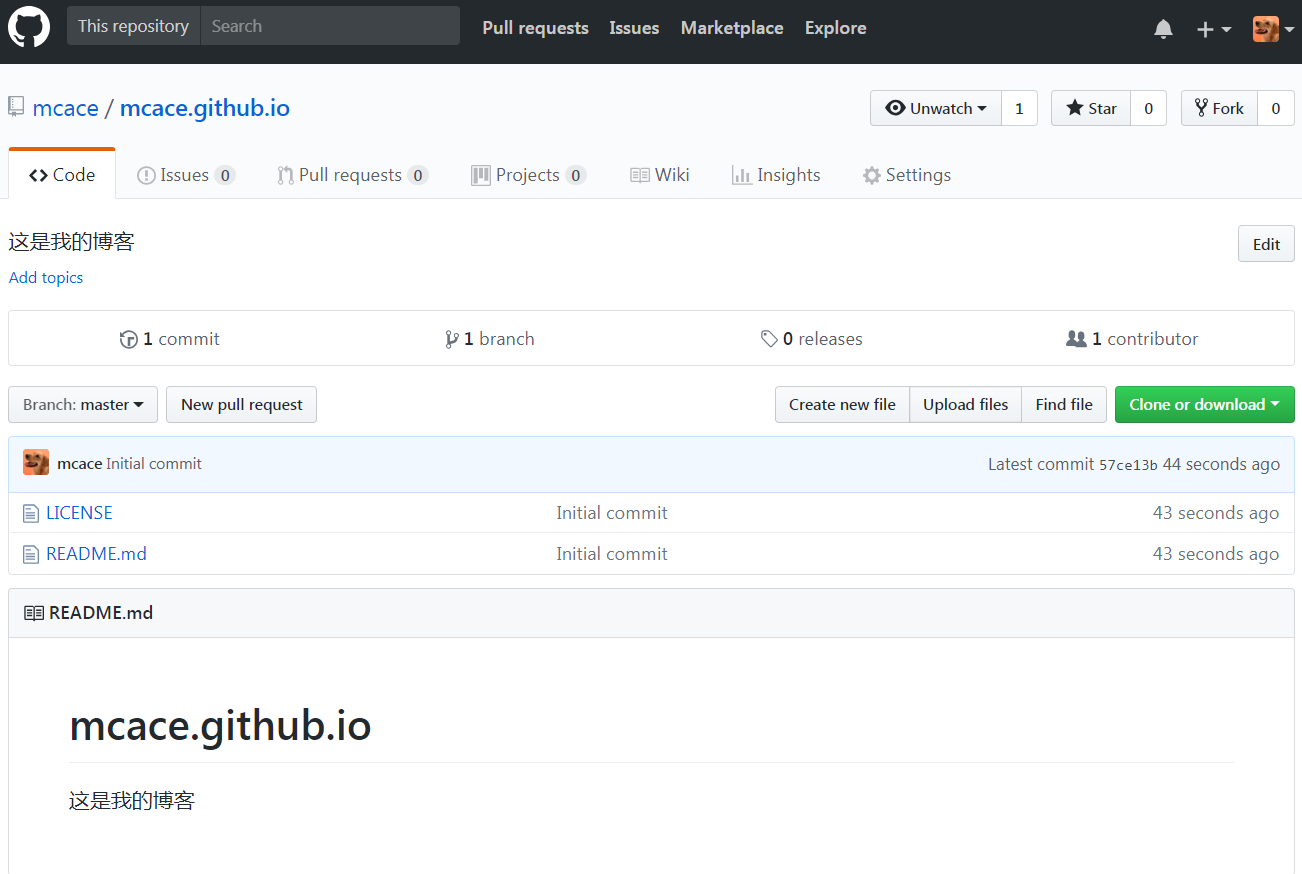 This repository Search Pull requests Issues Marketplace Explore
mcace / mcace.github.io Unwatch 1 Star 0 Fork 0
Code Issues 0 Pull requests 0 Projects 0 Wiki Insights Settings
这是我的博客 Edit
Add topics
1 commit 1 branch 0 releases 1 contributor
Branch: master New pull request Create new file Upload files Find file Clone or download
mcace Initial commit Latest commit 57ce13b 44 seconds ago
LICENSE Initial commit 43 seconds ago
README.md Initial commit 43 seconds ago
README.md
mcace.github.io
这是我的博客